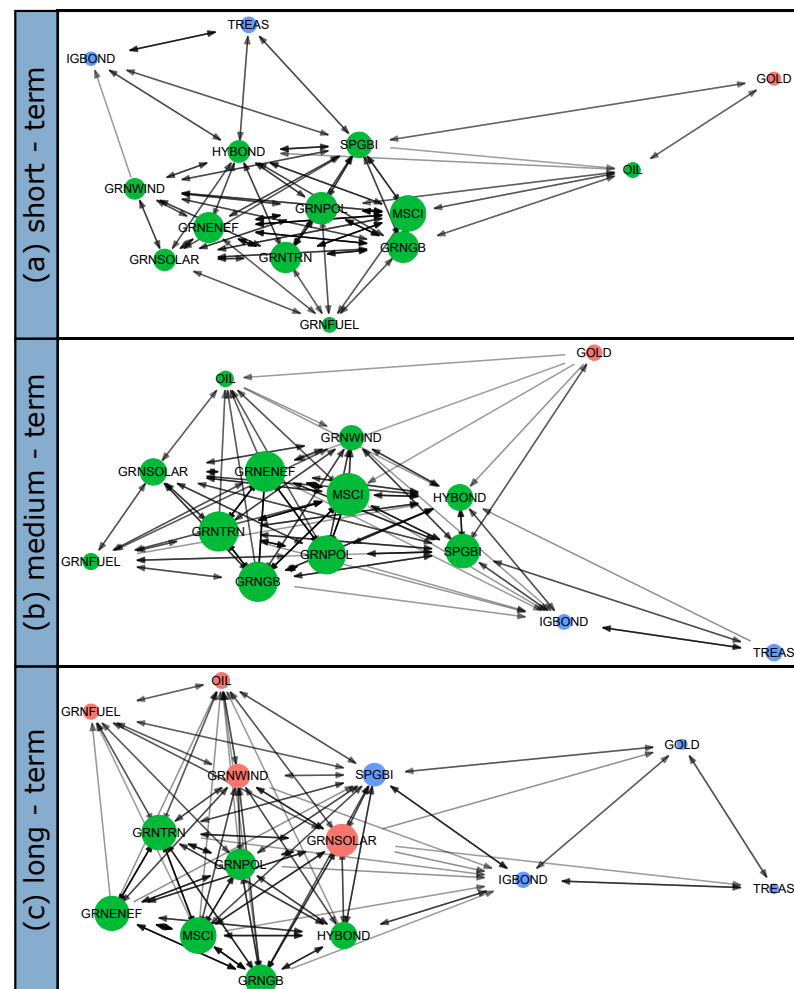 (a) short - term
TREAS
IGBOND
GOLD
HYBOND
SPGBI
OIL
GRNWIND
GRNPOL
MSCI
GRNENEF
GRNGB
GRNSOLAR
GRNTRN
GRNFUEL
(b) medium - term
GOLD
OIL
GRNWIND
GRNSOLAR
GRNENEF
MSCI
HYBOND
GRNTRN
GRNPOL
SPGBI
GRNFUEL
GRNGB
IGBOND
TREAS
(c) long - term
OIL
GRNFUEL
GOLD
GRNWIND
SPGBI
GRNTRN
GRNSOLAR
GRNPOL
IGBOND
TREAS
GRNENEF
MSCI
HYBOND
GRNGB